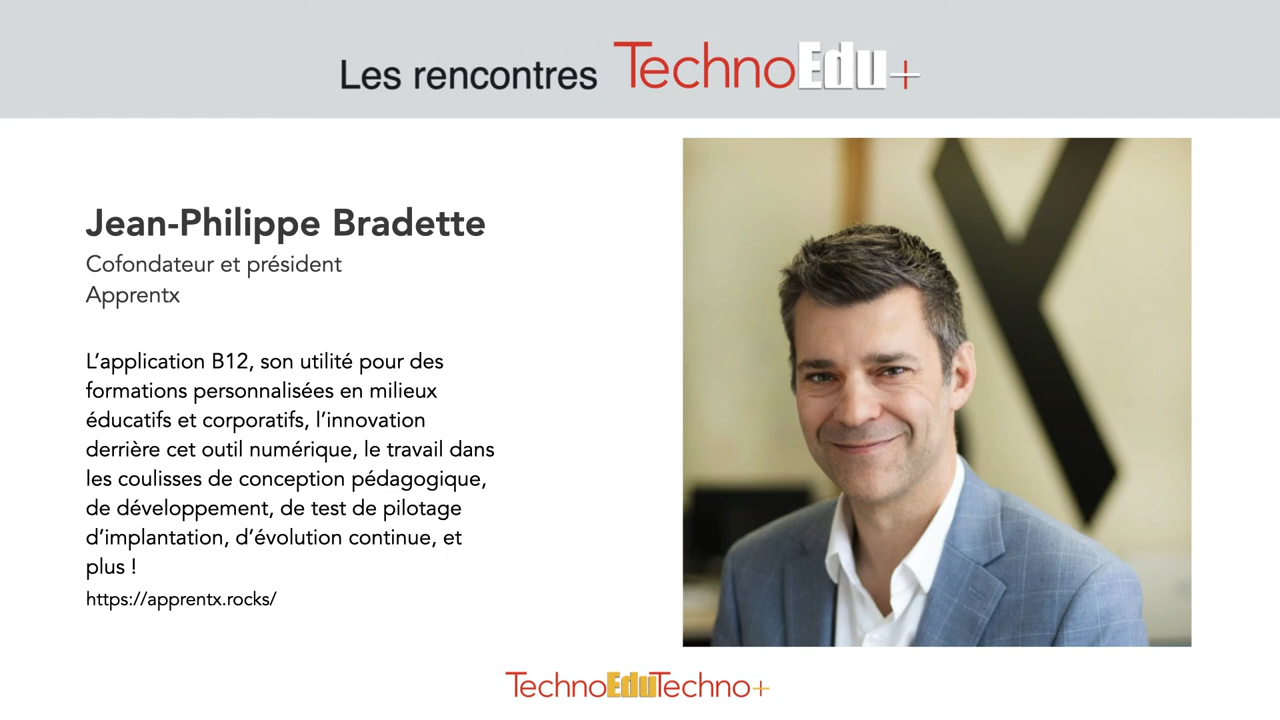 Les rencontres TechnoEdu+
Jean-Philippe Bradette
Cofondateur et président
Apprentx
L’application B12, son utilité pour des
formations personnalisées en milieux
éducatifs et corporatifs, l’innovation
derrière cet outil numérique, le travail dans
les coulisses de conception pédagogique,
de développement, de test de pilotage
d’implantation, d’évolution continue, et
plus !
https://apprentx.rocks/
TechnoEduTechno+